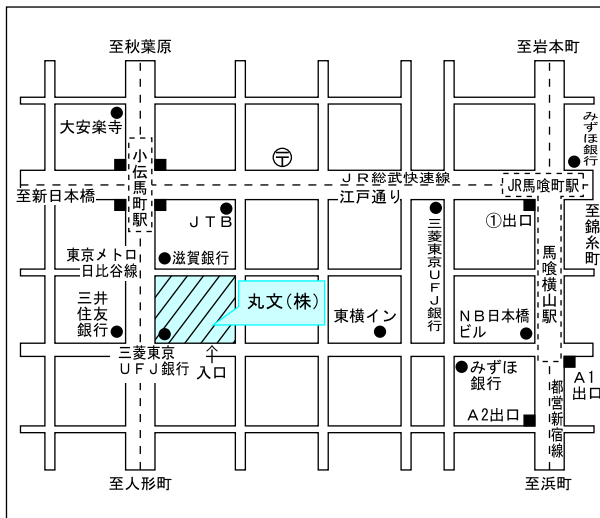 至秋葉原
至岩本町
大安楽寺
みずほ銀行
小伝馬町駅
〒
JR総武快速線
JR馬喰町駅
至新日本橋
江戸通り
至錦糸町
JTB
①出口
東京メトロ
日比谷線
滋賀銀行
三菱東京UFJ銀行
馬喰横山駅
三井
住友
銀行
丸文(株)
東横イン
NB日本橋
ビル
三菱東京
UFJ銀行
↑
入口
みずほ
銀行
A1
出口
A2出口
都営新宿線
至人形町
至浜町